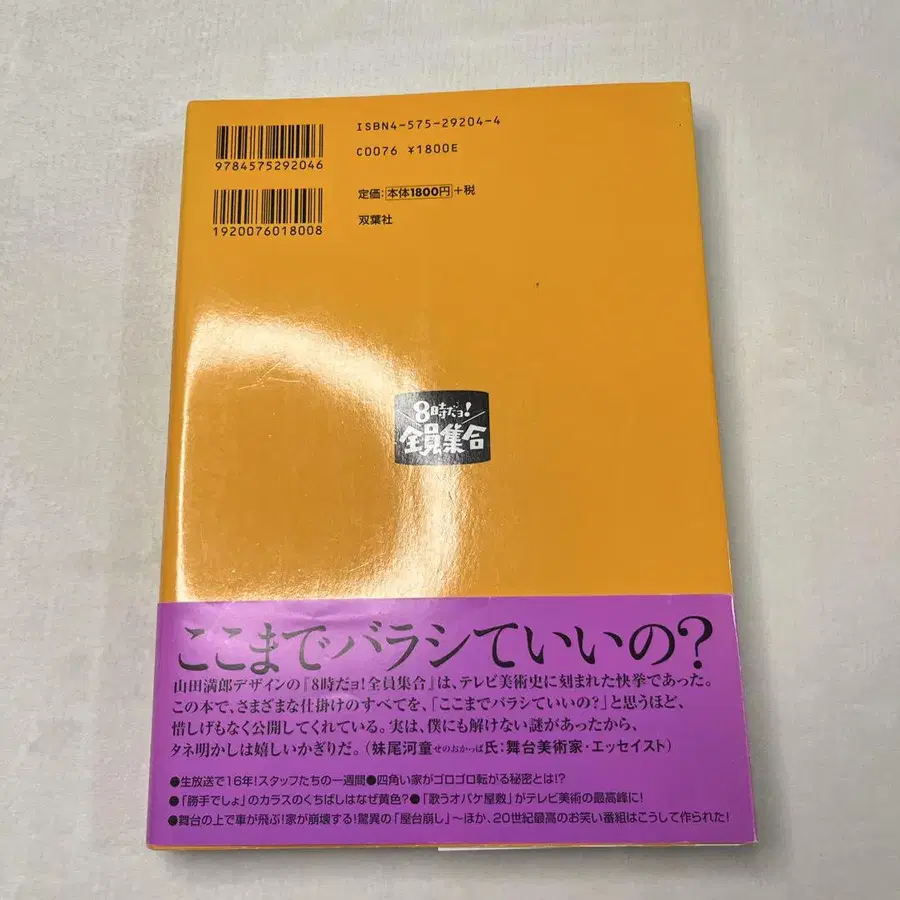 ISBN4-575-29204-4
9784575292046
C0076 ¥1800E
定価:本体1800円+税
1920076018008
双葉社
8時だョ!
全員集合
ここまでバラシていいの?
山田満郎デザインの『8時だョ!全員集合』は、テレビ美術史に刻まれた快挙であった。
この本で、さまざまな仕掛けのすべてを、「ここまでバラシていいの?」と思うほど、
惜しげもなく公開してくれている。実は、僕にも解けない謎があったから、
タネ明かしは嬉しいかぎりだ。(妹尾河童せのおかっぱ氏:舞台美術家・エッセイスト)
●生放送で16年!スタッフたちの一週間●四角い家がゴロゴロ転がる秘密とは!?
●「勝手でしょ」のカラスのくちばしはなぜ黄色?●「歌うオバケ屋敷」がテレビ美術の最高峰に!
●舞台の上で車が飛ぶ!家が崩壊する!驚異の「屋台崩し」〜ほか、20世紀最高のお笑い番組はこうして作られた!